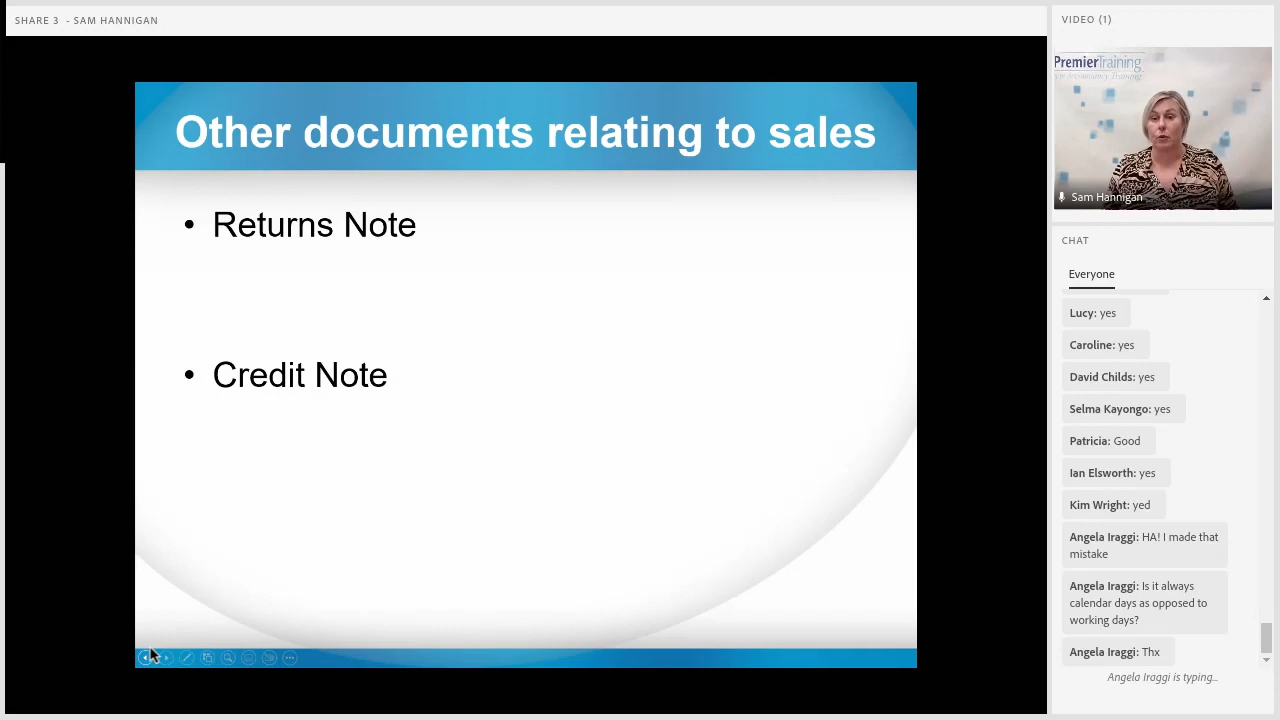 SHARE 3 - SAM HANNIGAN
Other documents relating to sales
• Returns Note
• Credit Note
VIDEO (1)
PremierTraining
Sam Hannigan
CHAT
Everyone
Lucy: yes
Caroline: yes
David Childs: yes
Selma Kayongo: yes
Patricia: Good
Ian Elsworth: yes
Kim Wright: yed
Angela Iraggi: HA! I made that
mistake
Angela Iraggi: Is it always
calendar days as opposed to
working days?
Angela Iraggi: Thx
Angela Iraggi is typing...